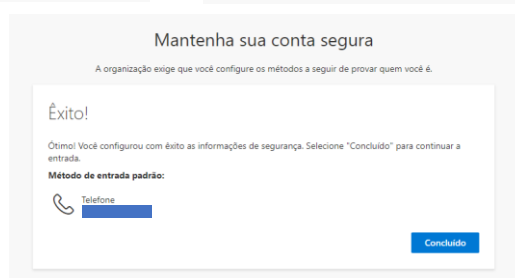 Mantenha sua conta segura
A organização exige que você configure os métodos a seguir de provar quem você é.
Êxito!
Ótimo! Você configurou com êxito as informações de segurança. Selecione "Concluído" para continuar a
entrada.
Método de entrada padrão:
Telefone
Concluído